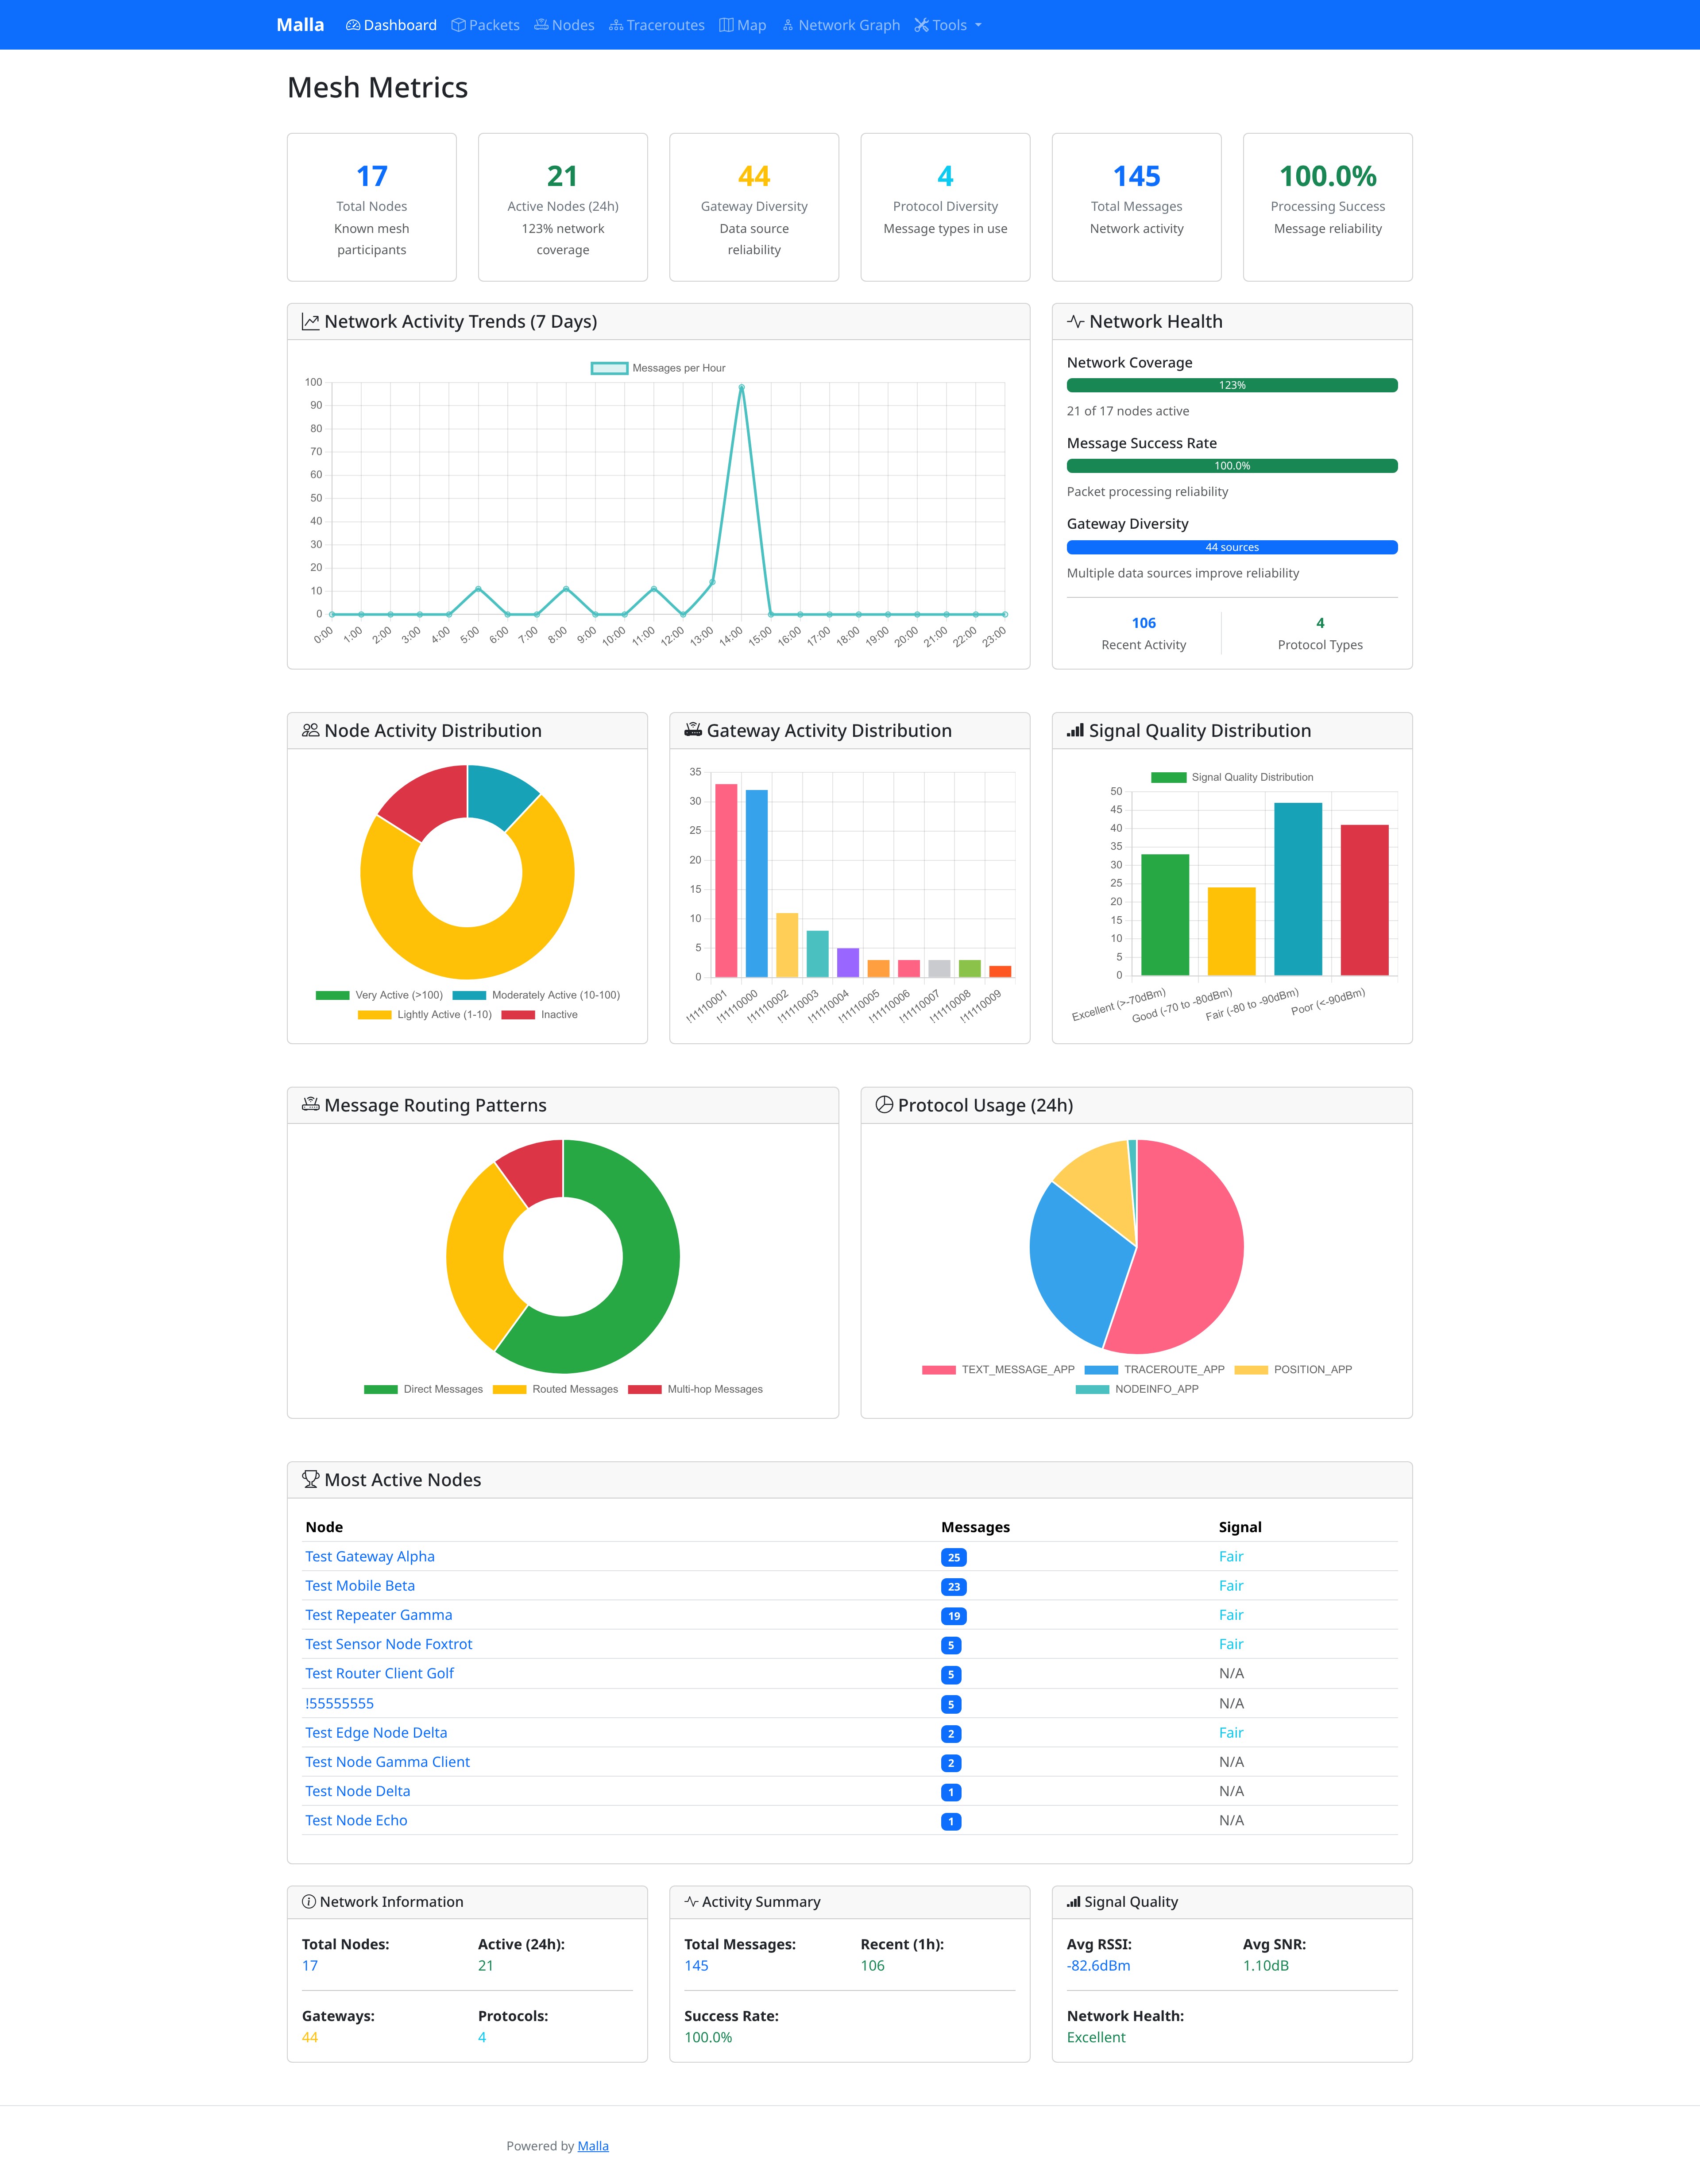 Malla Dashboard Packets Nodes Traceroutes Map Network Graph Tools
Mesh Metrics
17
Total Nodes
Known mesh
participants
21
Active Nodes (24h)
123% network
coverage
44
Gateway Diversity
Data source
reliability
4
Protocol Diversity
Message types in use
145
Total Messages
Network activity
100.0%
Processing Success
Message reliability
Network Activity Trends (7 Days)
Messages per Hour
100
90
80
70
60
50
40
30
20
10
0
0:00 1:00 2:00 3:00 4:00 5:00 6:00 7:00 8:00 9:00 10:00 11:00 12:00 13:00 14:00 15:00 16:00 17:00 18:00 19:00 20:00 21:00 22:00 23:00
Network Health
Network Coverage
123%
21 of 17 nodes active
Message Success Rate
100.0%
Packet processing reliability
Gateway Diversity
44 sources
Multiple data sources improve reliability
106
Recent Activity
4
Protocol Types
Node Activity Distribution
Very Active (>100) Moderately Active (10-100)
Lightly Active (1-10) Inactive
Gateway Activity Distribution
35
30
25
20
15
10
5
0
!11110001 !11110000 !11110002 !11110003 !11110004 !11110005 !11110006 !11110007 !11110008 !11110009
Signal Quality Distribution
Signal Quality Distribution
50
45
40
35
30
25
20
15
10
5
0
Excellent (>-70dBm) Good (-70 to -80dBm) Fair (-80 to -90dBm) Poor (<-90dBm)
Message Routing Patterns
Direct Messages Routed Messages Multi-hop Messages
Protocol Usage (24h)
TEXT_MESSAGE_APP TRACEROUTE_APP POSITION_APP
NODEINFO_APP
Most Active Nodes
Node Messages Signal
Test Gateway Alpha 25 Fair
Test Mobile Beta 23 Fair
Test Repeater Gamma 19 Fair
Test Sensor Node Foxtrot 5 Fair
Test Router Client Golf 5 N/A
!55555555 5 N/A
Test Edge Node Delta 2 Fair
Test Node Gamma Client 2 N/A
Test Node Delta 1 N/A
Test Node Echo 1 N/A
Network Information
Total Nodes: Active (24h):
17 21
Gateways: Protocols:
44 4
Activity Summary
Total Messages: Recent (1h):
145 106
Success Rate:
100.0%
Signal Quality
Avg RSSI: Avg SNR:
-82.6dBm 1.10dB
Network Health:
Excellent
Powered by Malla